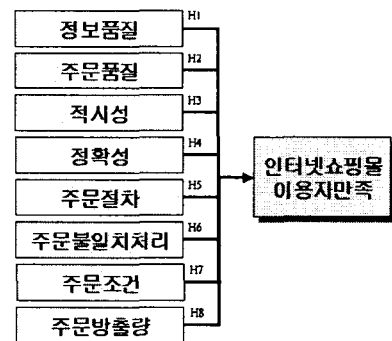 정보품질
H1
주문품질
H2
적시성
H3
정확성
H4
주문절차
H5
주문불일치처리
H6
주문조건
H7
주문방출량
H8
인터넷쇼핑몰
이용자만족